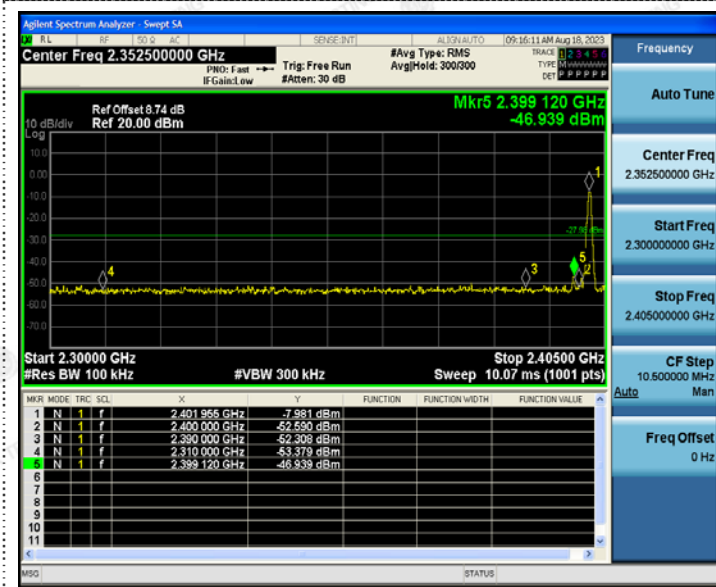 Agilent Spectrum Analyzer - Swept SA
RL RF 50 Ω AC SENSE:INT ALIGNAUTO 09:16:11 AM Aug 18, 2023
Center Freq 2.352500000 GHz #Avg Type: RMS TRACE 1 2 3 4 5 6
PNO: Fast Trig: Free Run Avg|Hold: 300/300 TYPE M
IFGain:Low #Atten: 30 dB DET P P P P P P
Mkr5 2.399 120 GHz
-46.939 dBm
Ref Offset 8.74 dB
10 dB/div Ref 20.00 dBm
Log
10.0
0.00
-10.0
-20.0
-30.0
-40.0
-50.0
-60.0
-70.0
1
-27.98 dBm
4 3 5 2
Start 2.30000 GHz Stop 2.40500 GHz
#Res BW 100 kHz #VBW 300 kHz Sweep 10.07 ms (1001 pts)
MKR MODE TRC SCL X Y FUNCTION FUNCTION WIDTH FUNCTION VALUE
1 N 1 f 2.401 955 GHz -7.981 dBm
2 N 1 f 2.400 000 GHz -52.590 dBm
3 N 1 f 2.390 000 GHz -52.308 dBm
4 N 1 f 2.310 000 GHz -53.379 dBm
5 N 1 f 2.399 120 GHz -46.939 dBm
6
7
8
9
10
11
MSG STATUS
Frequency
Auto Tune
Center Freq
2.352500000 GHz
Start Freq
2.300000000 GHz
Stop Freq
2.405000000 GHz
CF Step
10.500000 MHz
Auto Man
Freq Offset
0 Hz